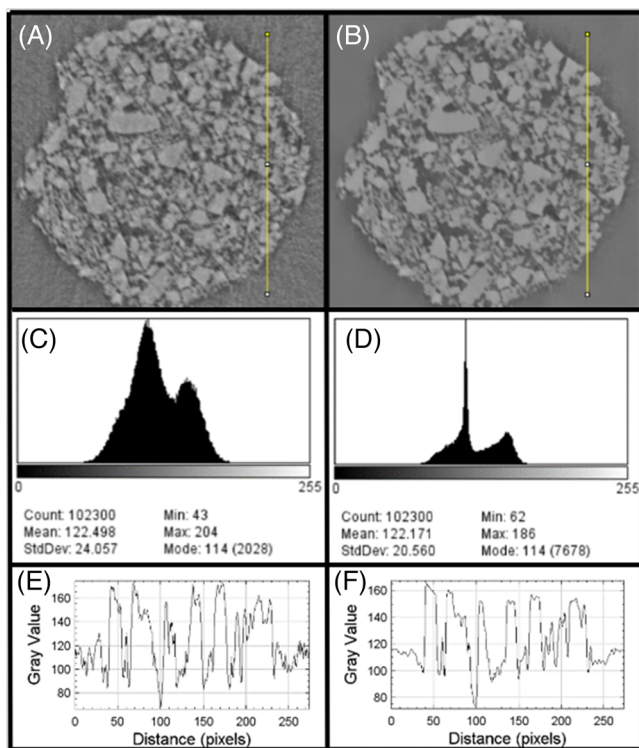 (A)
(B)
(C)
(D)
0
255
0
255
Count: 102300 Min: 43
Mean: 122.498 Max: 204
StdDev: 24.057 Mode: 114 (2028)
Count: 102300 Min: 62
Mean: 122.171 Max: 186
StdDev: 20.560 Mode: 114 (7678)
(E)
Gray Value
160
140
120
100
80
0 50 100 150 200 250
Distance (pixels)
(F)
Gray Value
160
140
120
100
80
0 50 100 150 200 250
Distance (pixels)